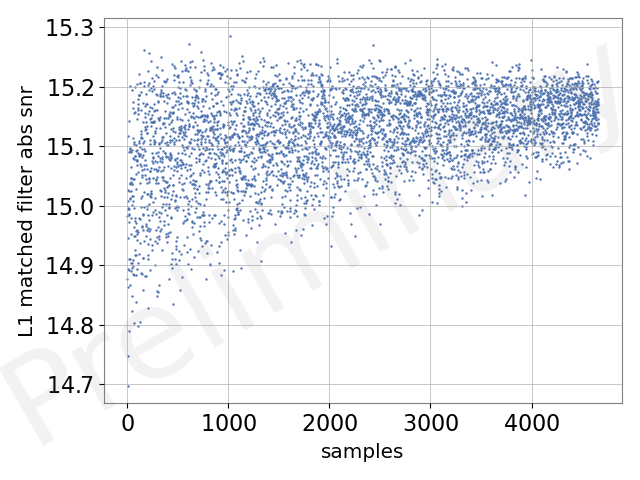 15.3
15.2
15.1
15.0
14.9
14.8
14.7
L1 matched filter abs snr
0 1000 2000 3000 4000
samples
Preliminary